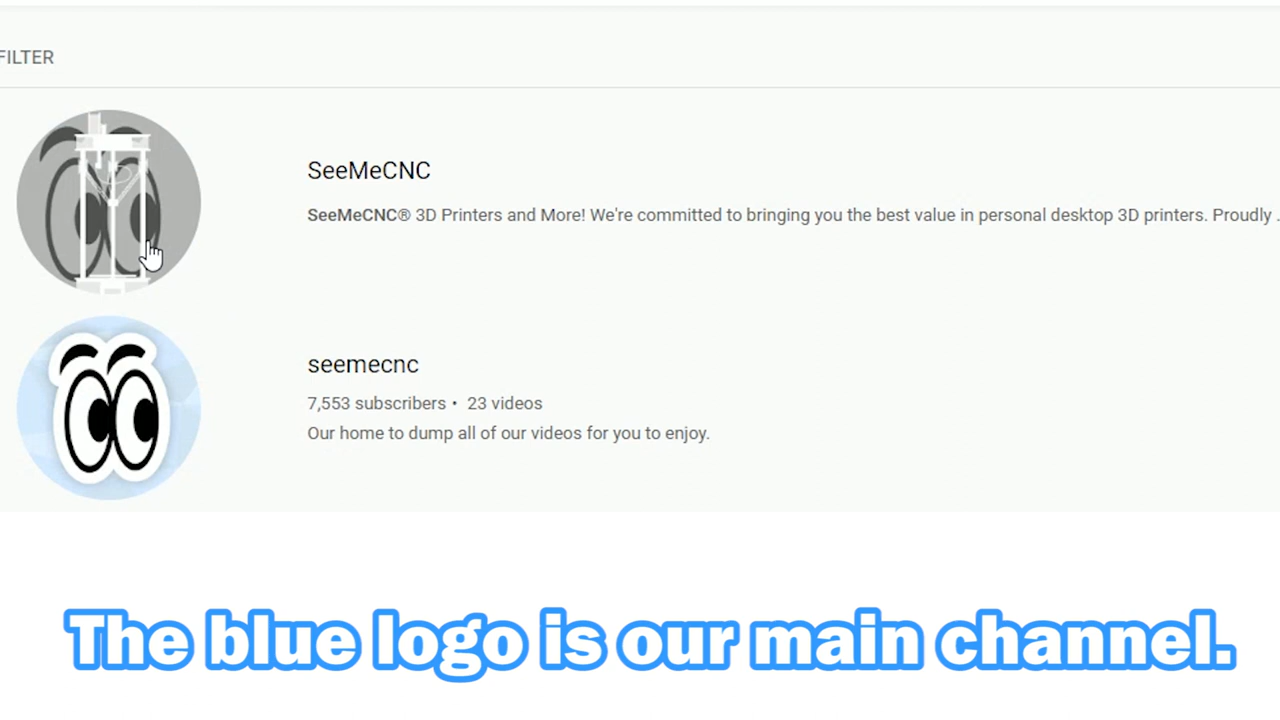 FILTER
SeeMeCNC
SeeMeCNC® 3D Printers and More! We're committed to bringing you the best value in personal desktop 3D printers. Proudly .
seemecnc
7,553 subscribers • 23 videos
Our home to dump all of our videos for you to enjoy.
The blue logo is our main channel.